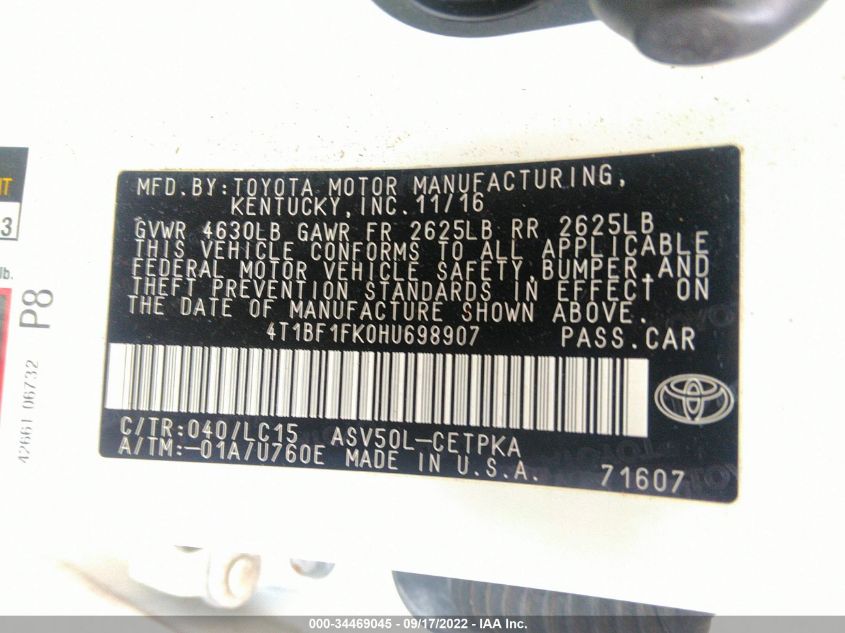 NT
3
lb.
P8
42661 06732
MFD.BY:TOYOTA MOTOR MANUFACTURING,
KENTUCKY,INC.11/16
GVWR 4630LB GAWR FR 2625LB RR 2625LB
THIS VEHICLE CONFORMS TO ALL APPLICABLE
FEDERAL MOTOR VEHICLE SAFETY,BUMPER,AND
THEFT PREVENTION STANDARDS IN EFFECT ON
THE DATE OF MANUFACTURE SHOWN ABOVE.
4T1BF1FK0HU698907 PASS.CAR
C/TR:040/LC15 ASV50L-CETPKA
A/TM:-01A/U760E MADE IN U.S.A. 71607
000-34469045 - 09/17/2022 - IAA Inc.